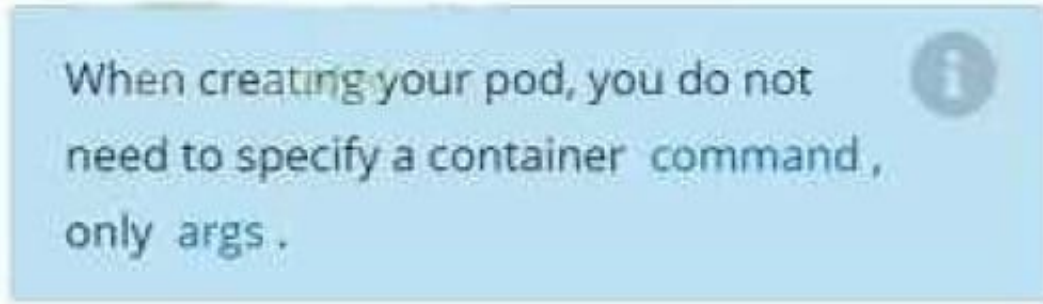 When creating your pod, you do not
need to specify a container command ,
only args .